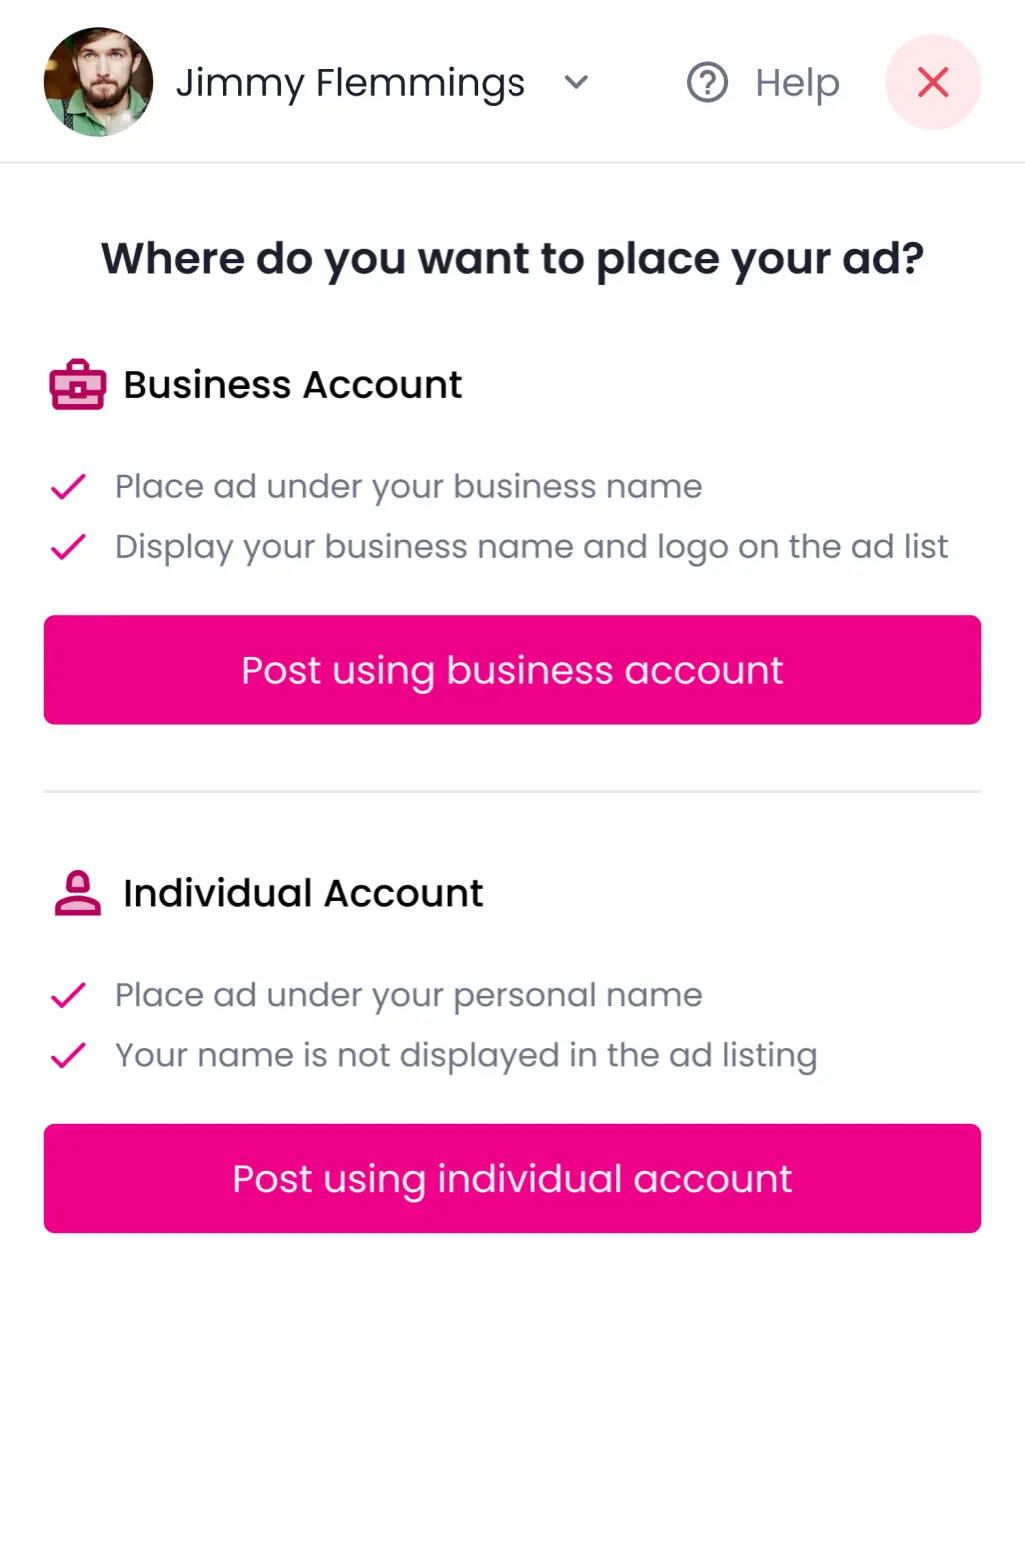 Jimmy Flemmings
Help
Where do you want to place your ad?
Business Account
Place ad under your business name
Display your business name and logo on the ad list
Post using business account
Individual Account
Place ad under your personal name
Your name is not displayed in the ad listing
Post using individual account